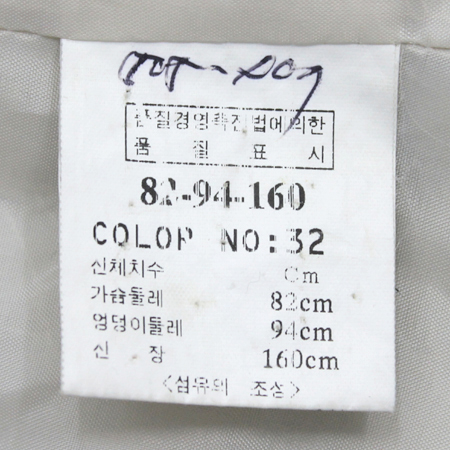 품질경영촉진법에의한
품 질 표 시
82-94-160
COLOR NO:32
신체치수 Cm
가슴둘레 82cm
엉덩이둘레 94cm
신 장 160cm
<섬유의 조성>